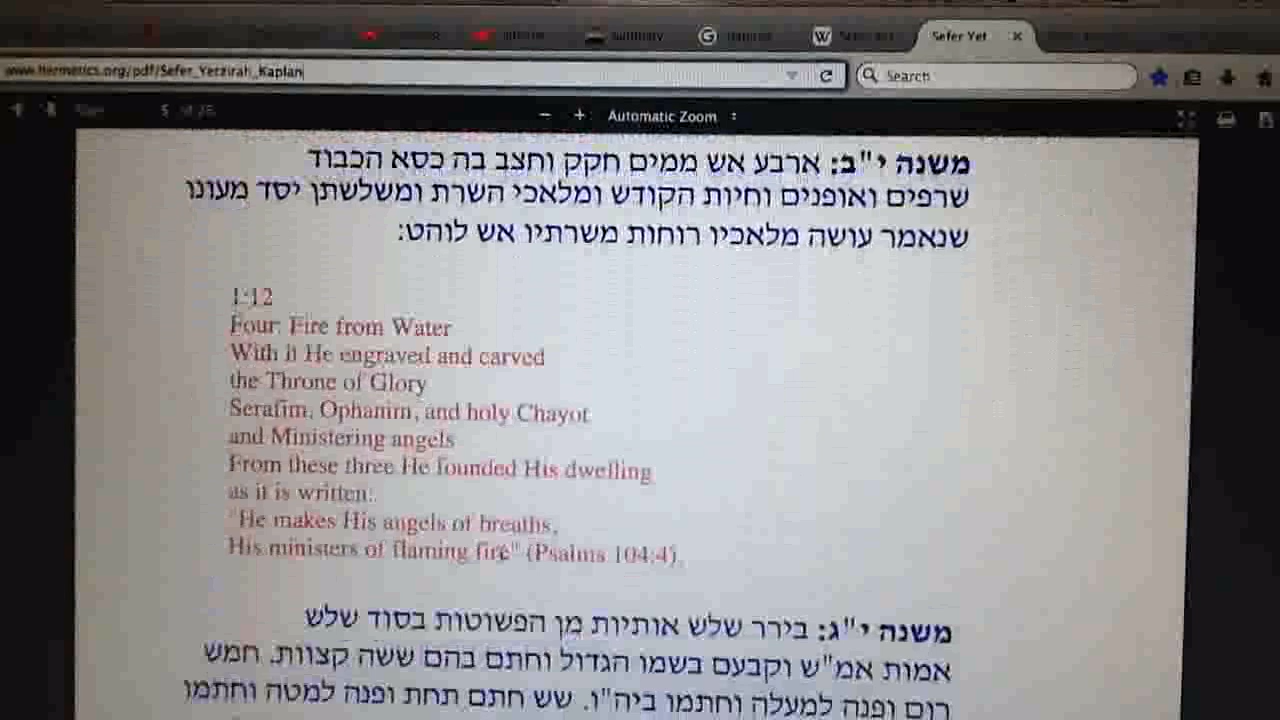 Sefer Yet
www.hermetics.org/pdf/Sefer_Yetzirah_Kaplan
Search
Automatic Zoom
משנה י"ב: ארבע אש ממים חקק וחצב בה כסא הכבוד
שרפים ואופנים וחיות הקודש ומלאכי השרת ומשלשתן יסד מעונו
שנאמר עושה מלאכיו רוחות משרתיו אש לוהט:
1:12
Four: Fire from Water
With it He engraved and carved
the Throne of Glory
Serafim, Ophanim, and holy Chayot
and Ministering angels
From these three He founded His dwelling
as it is written:
"He makes His angels of breaths,
His ministers of flaming fire" (Psalms 104:4).
משנה י"ג: בירר שלש אותיות מן הפשוטות בסוד שלש
אמות אמ"ש וקבעם בשמו הגדול וחתם בהם ששה קצוות. חמש
רום ופנה למעלה וחתמו ביה"ו. שש חתם תחת ופנה למטה וחתמו